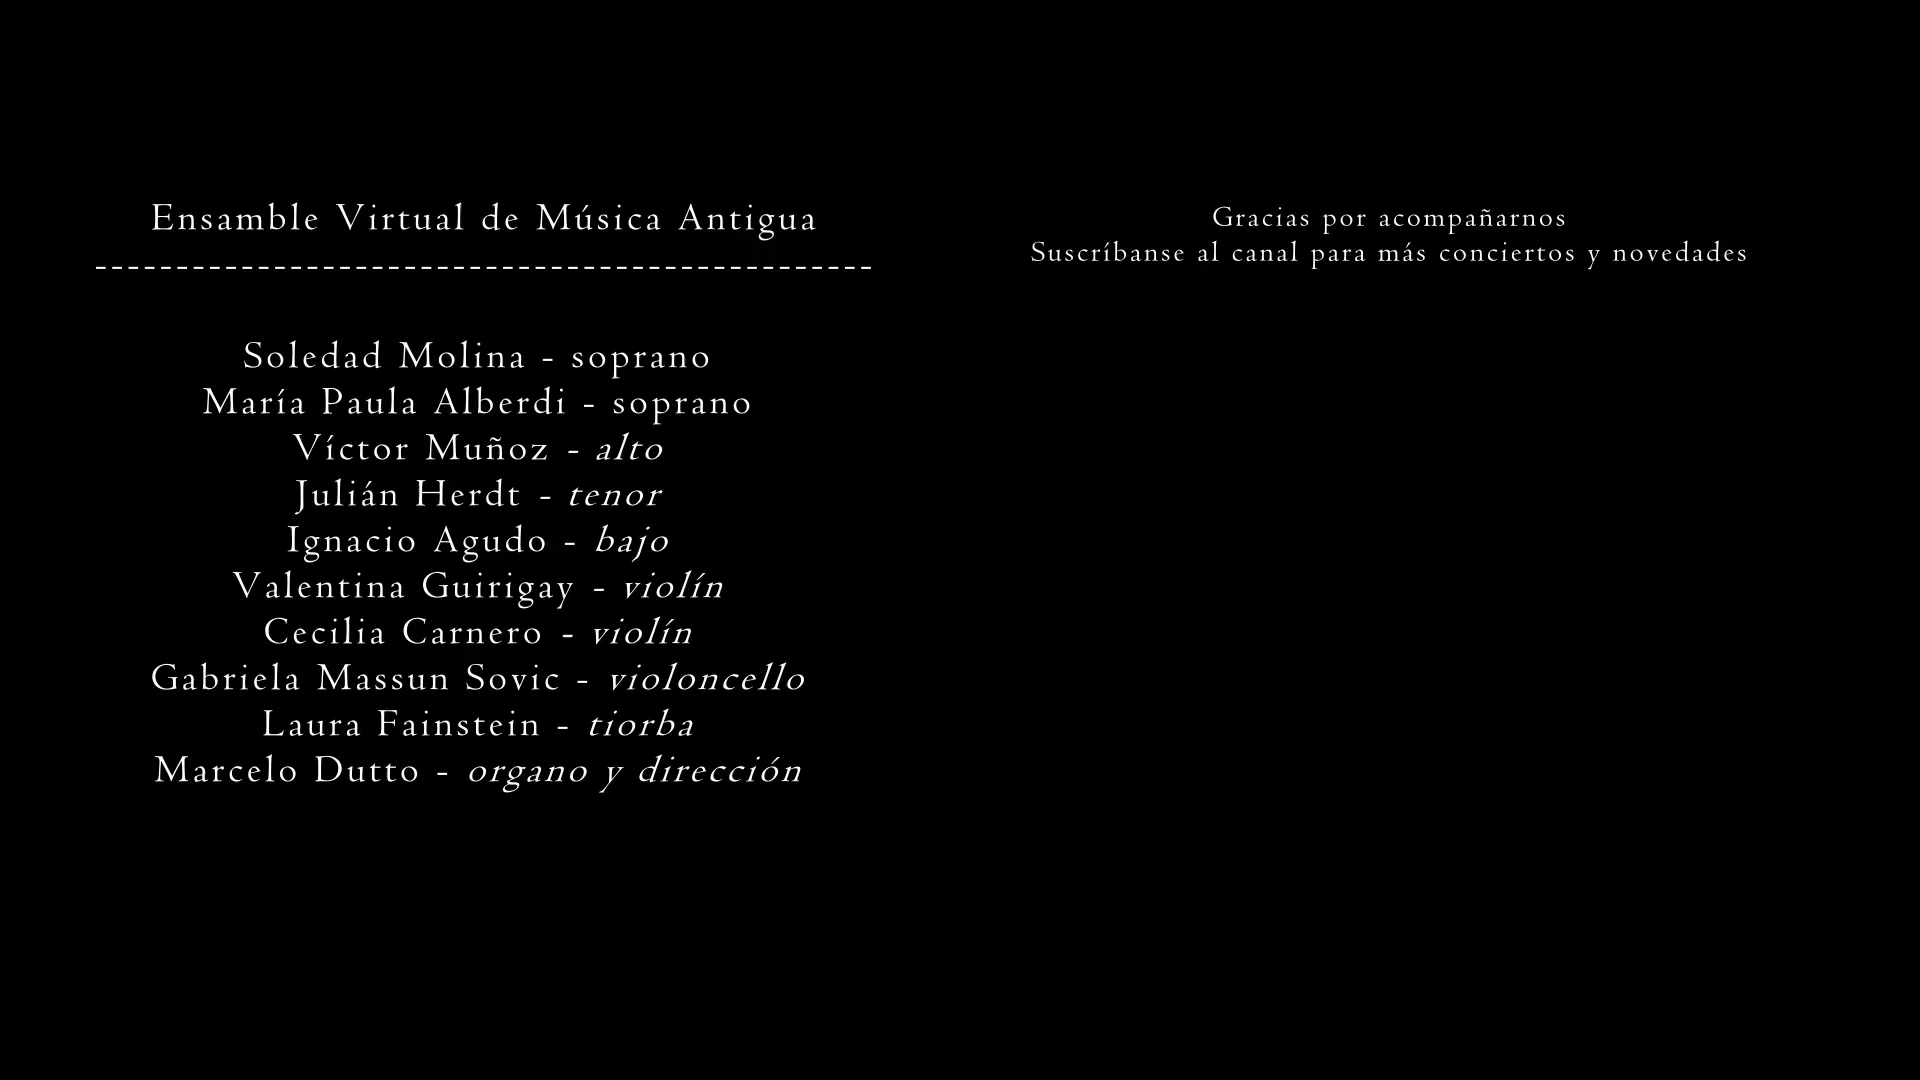 Ensamble Virtual de Música Antigua
------------------------------------------------
Soledad Molina - soprano
María Paula Alberdi - soprano
Víctor Muñoz - alto
Julián Herdt - tenor
Ignacio Agudo - bajo
Valentina Guirigay - violín
Cecilia Carnero - violín
Gabriela Massun Sovic - violoncello
Laura Fainstein - tiorba
Marcelo Dutto - organo y dirección
Gracias por acompañarnos
Suscríbanse al canal para más conciertos y novedades